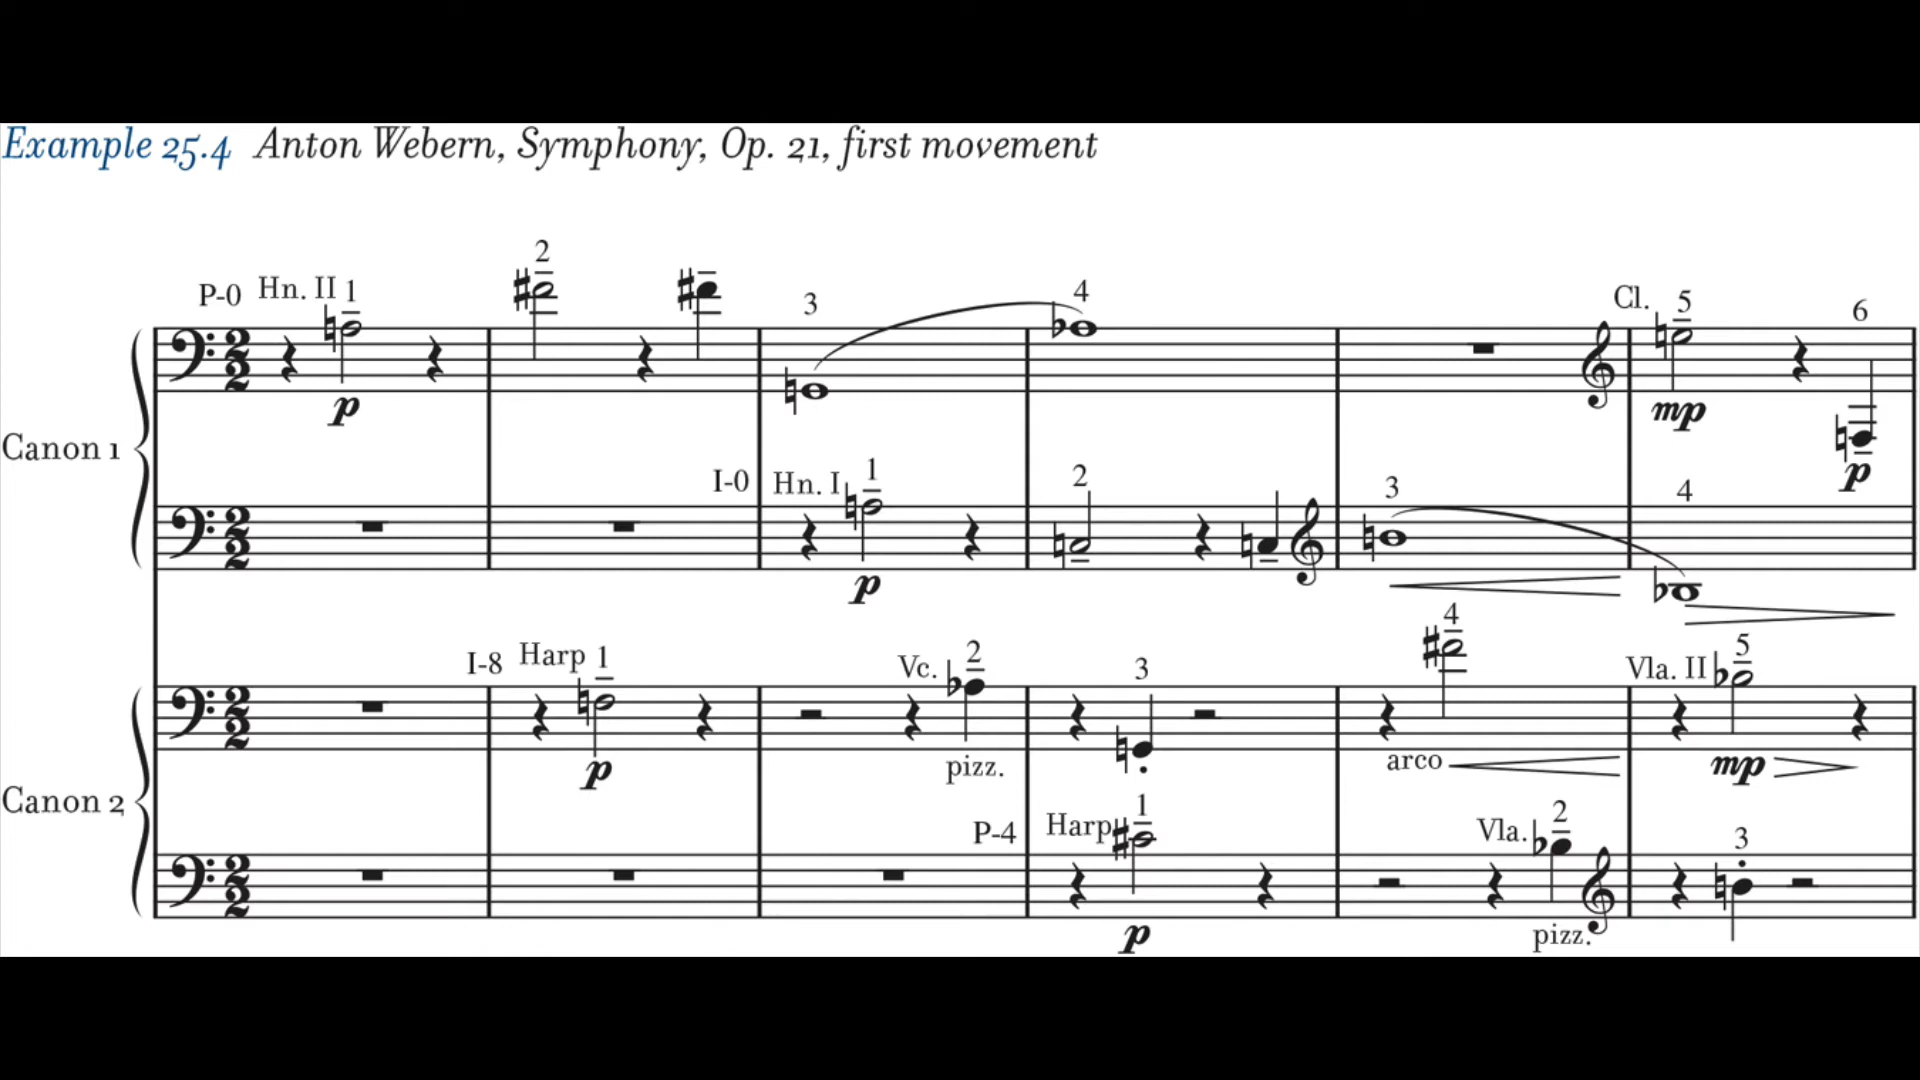 Example 25.4 Anton Webern, Symphony, Op. 21, first movement
2
P-0 Hn. II 1 3 4 Cl. 5 6
p mp p
Canon 1
I-0 Hn. I 1 2 3 4
p
I-8 Harp 1 Vc. 2 3 4 Vla. II 5
p pizz. arco mp
Canon 2
P-4 Harp 1 Vla. 2 3
p pizz.